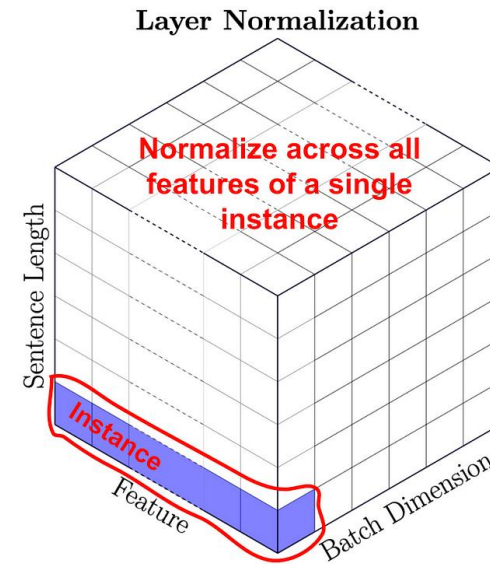 Layer Normalization
Normalize across all
features of a single
instance
Sentence Length
Instance
Feature
Batch Dimension